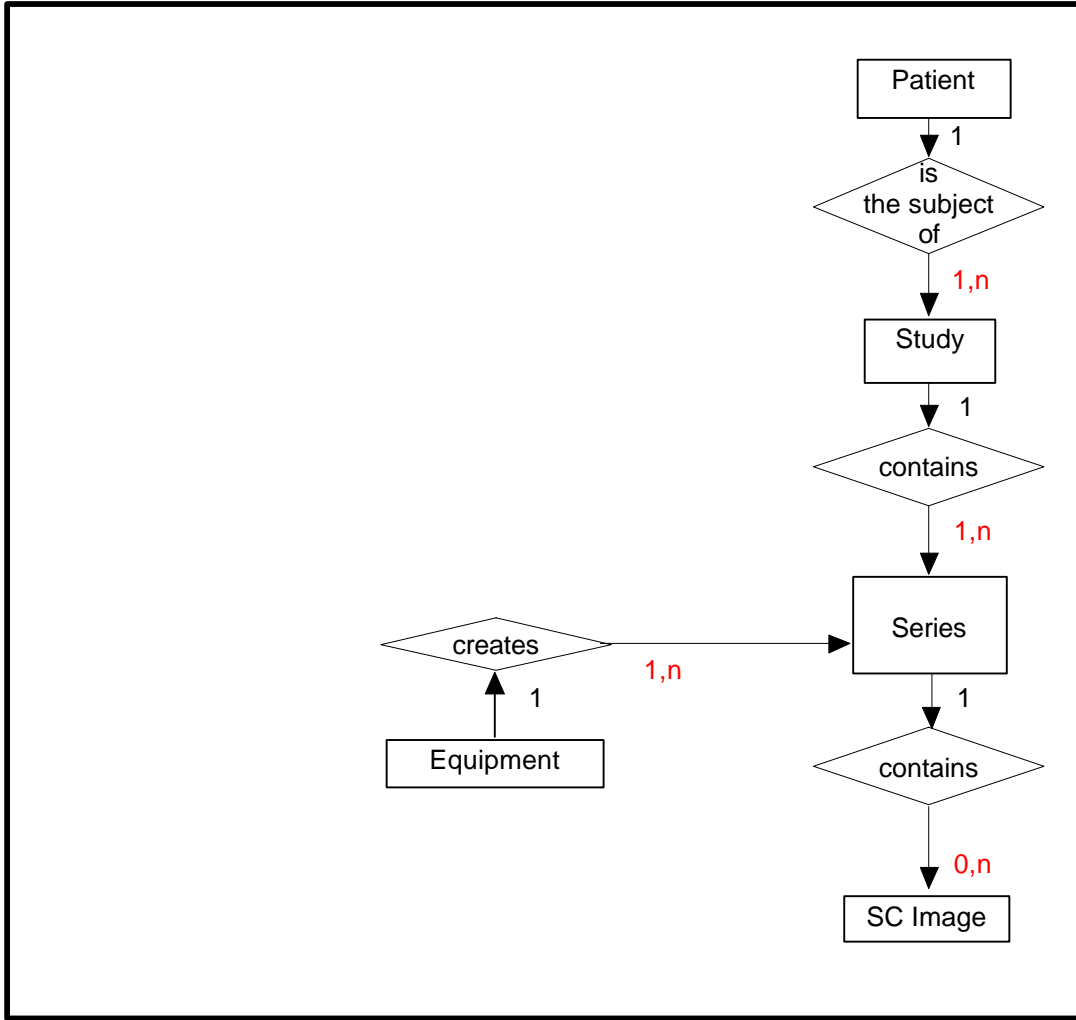 Patient
1
is
the subject
of
1,n
Study
1
contains
1,n
Series
creates
1,n
1
Equipment
1
contains
0,n
SC Image